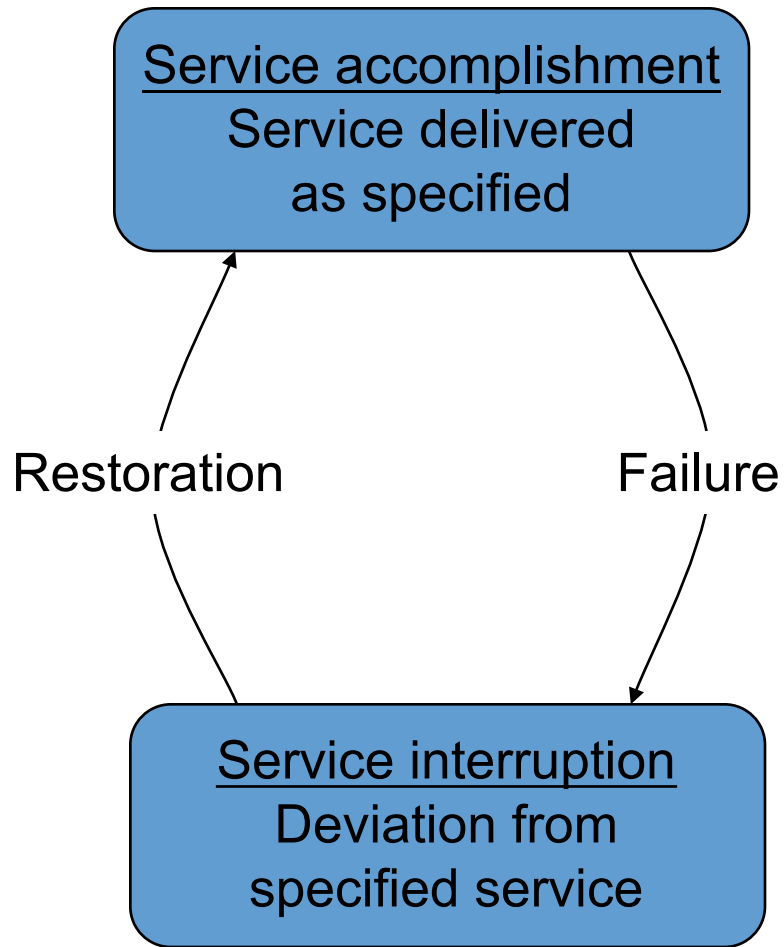 Service accomplishment
Service delivered
as specified
Restoration
Failure
Service interruption
Deviation from
specified service